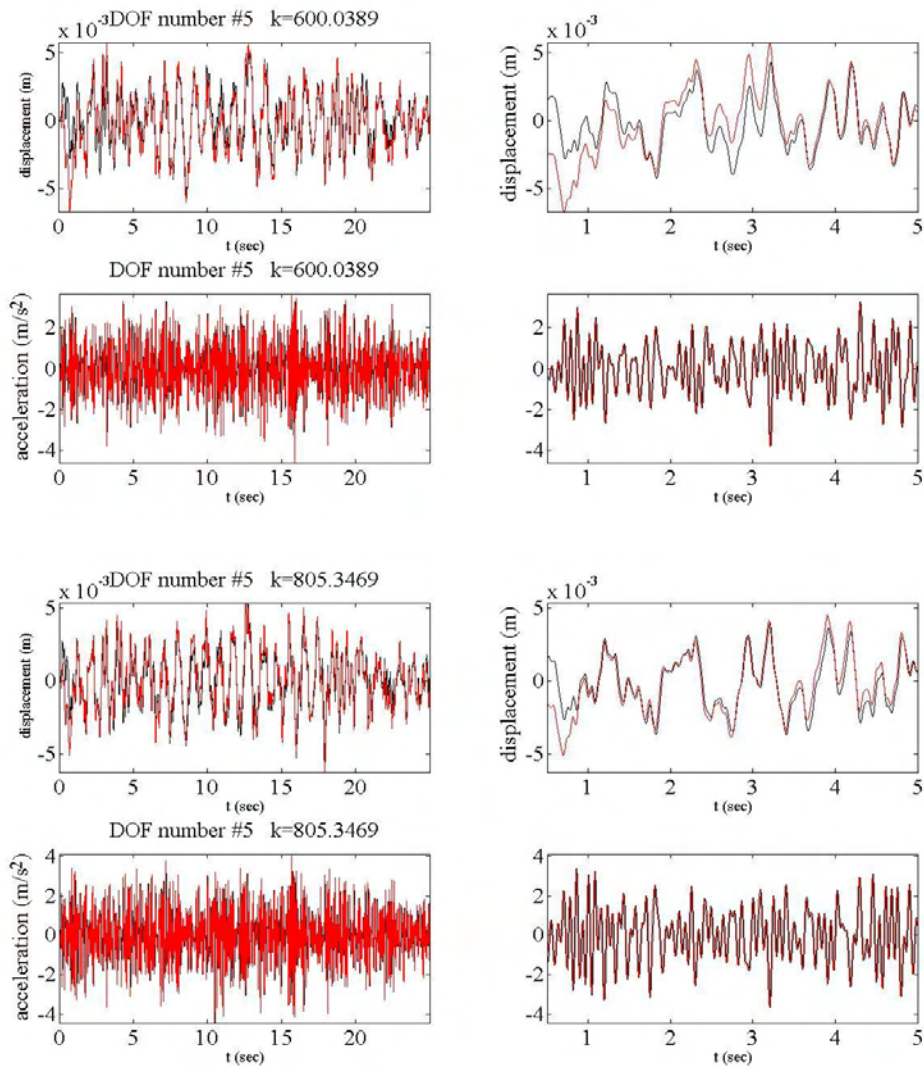 x 10-3DOF number #5 k=600.0389
x 10-3
displacement (m)
5
0
-5
0 5 10 15 20
t (sec)
displacement (m)
5
0
-5
1 2 3 4 5
t (sec)
DOF number #5 k=600.0389
acceleration (m/s2)
2
0
-2
-4
0 5 10 15 20
t (sec)
2
0
-2
-4
1 2 3 4 5
t (sec)
x 10-3DOF number #5 k=805.3469
x 10-3
displacement (m)
5
0
-5
0 5 10 15 20
t (sec)
displacement (m)
5
0
-5
1 2 3 4 5
t (sec)
DOF number #5 k=805.3469
acceleration (m/s2)
4
2
0
-2
-4
0 5 10 15 20
t (sec)
4
2
0
-2
-4
1 2 3 4 5
t (sec)